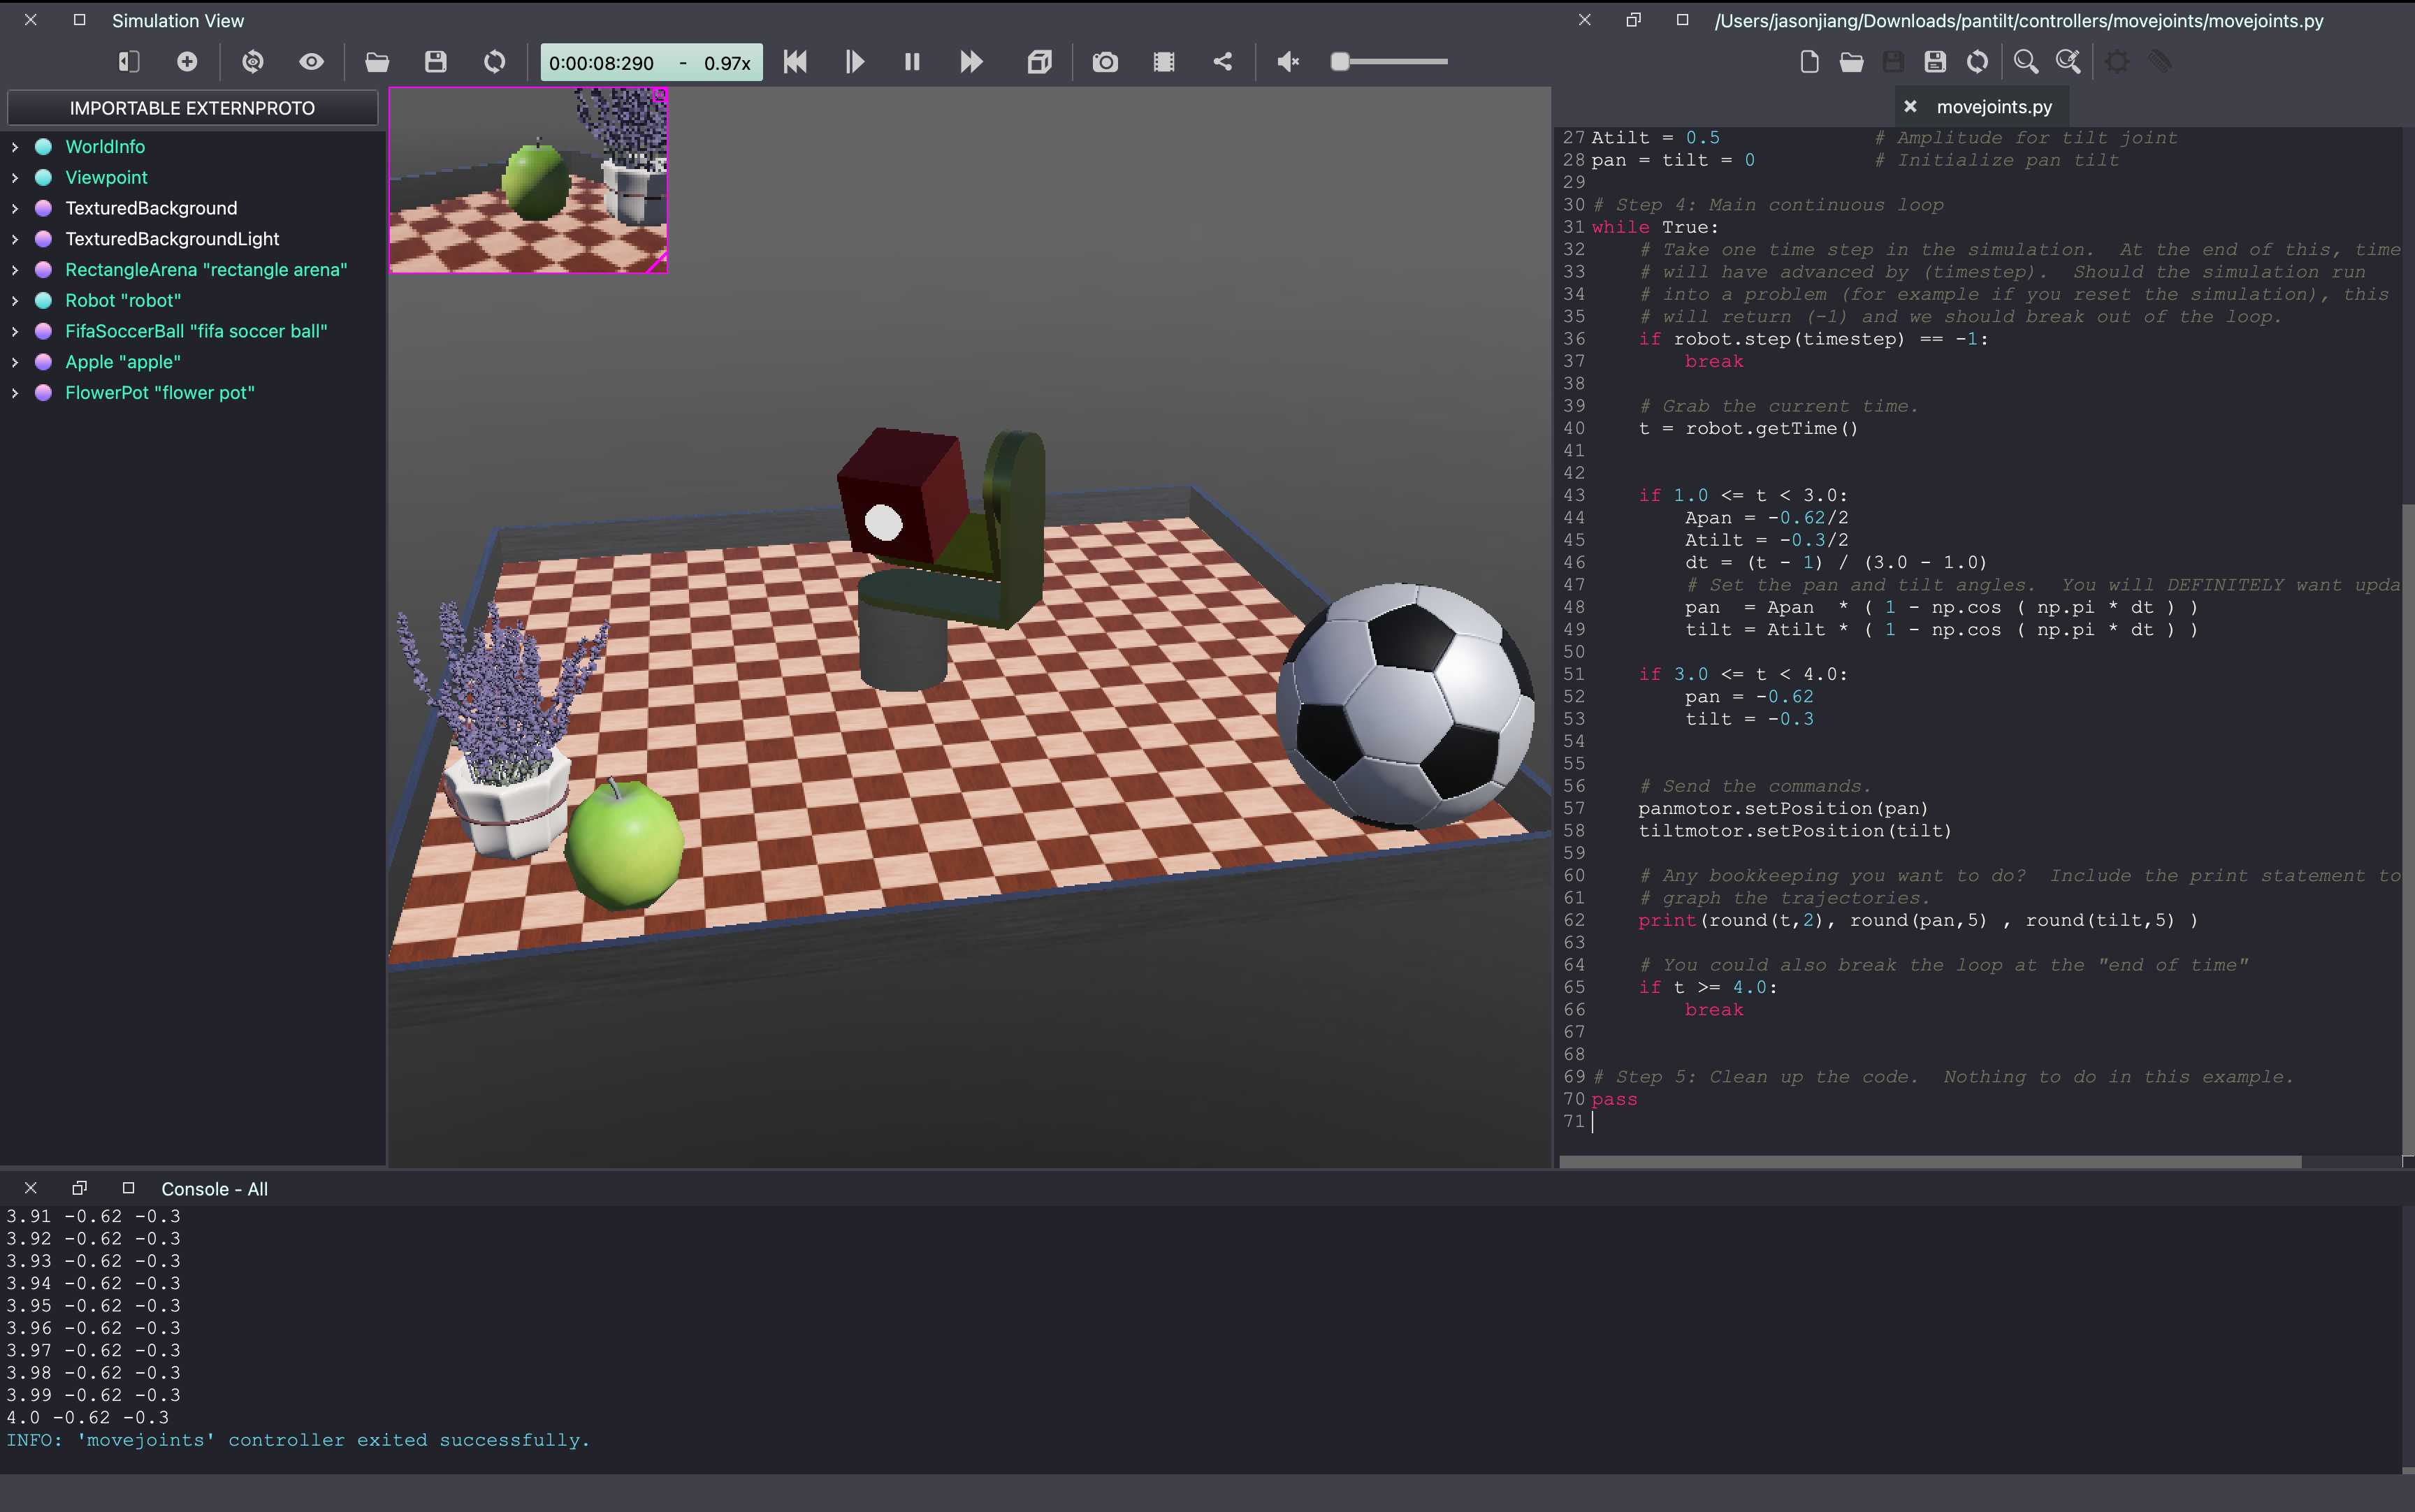 Simulation View
0:00:08:290 - 0.97x
IMPORTABLE EXTERNPROTO
WorldInfo
Viewpoint
TexturedBackground
TexturedBackgroundLight
RectangleArena "rectangle arena"
Robot "robot"
FifaSoccerBall "fifa soccer ball"
Apple "apple"
FlowerPot "flower pot"
/Users/jasonjiang/Downloads/pantilt/controllers/movejoints/movejoints.py
movejoints.py
27 Atilt = 0.5 # Amplitude for tilt joint
28 pan = tilt = 0 # Initialize pan tilt
29
30 # Step 4: Main continuous loop
31 while True:
32 # Take one time step in the simulation. At the end of this, time
33 # will have advanced by (timestep). Should the simulation run
34 # into a problem (for example if you reset the simulation), this
35 # will return (-1) and we should break out of the loop.
36 if robot.step(timestep) == -1:
37 break
38
39 # Grab the current time.
40 t = robot.getTime()
41
42
43 if 1.0 <= t < 3.0:
44 Apan = -0.62/2
45 Atilt = -0.3/2
46 dt = (t - 1) / (3.0 - 1.0)
47 # Set the pan and tilt angles. You will DEFINITELY want upda
48 pan = Apan * ( 1 - np.cos ( np.pi * dt ) )
49 tilt = Atilt * ( 1 - np.cos ( np.pi * dt ) )
50
51 if 3.0 <= t < 4.0:
52 pan = -0.62
53 tilt = -0.3
54
55
56 # Send the commands.
57 panmotor.setPosition(pan)
58 tiltmotor.setPosition(tilt)
59
60 # Any bookkeeping you want to do? Include the print statement to
61 # graph the trajectories.
62 print(round(t,2), round(pan,5) , round(tilt,5) )
63
64 # You could also break the loop at the "end of time"
65 if t >= 4.0:
66 break
67
68
69 # Step 5: Clean up the code. Nothing to do in this example.
70 pass
71
Console - All
3.91 -0.62 -0.3
3.92 -0.62 -0.3
3.93 -0.62 -0.3
3.94 -0.62 -0.3
3.95 -0.62 -0.3
3.96 -0.62 -0.3
3.97 -0.62 -0.3
3.98 -0.62 -0.3
3.99 -0.62 -0.3
4.0 -0.62 -0.3
INFO: 'movejoints' controller exited successfully.